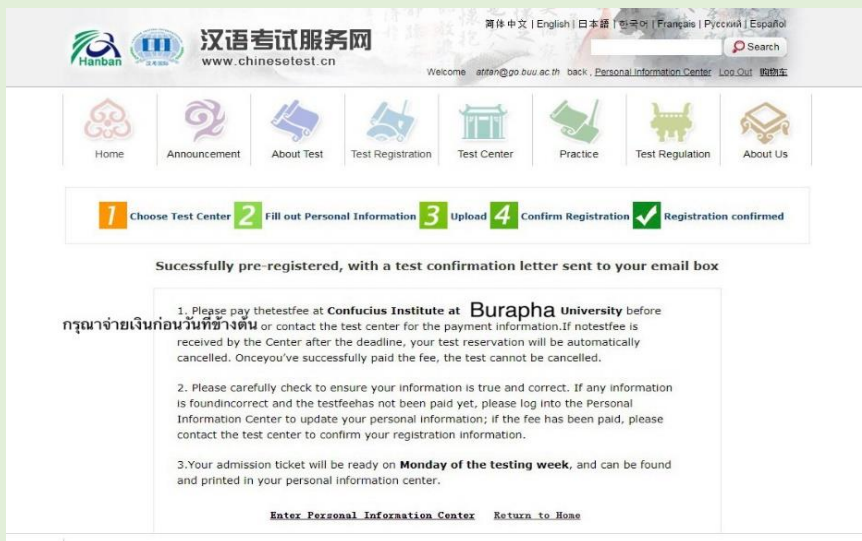 简体中文 | English | 日本語 | 한국어 | Français | Русский | Español
Hanban
汉语考试服务网
www.chinesetest.cn
Search
Welcome atitan@go.buu.ac.th back , Personal Information Center Log Out 购物车
Home Announcement About Test Test Registration Test Center Practice Test Regulation About Us
1 Choose Test Center 2 Fill out Personal Information 3 Upload 4 Confirm Registration Registration confirmed
Sucessfully pre-registered, with a test confirmation letter sent to your email box
1. Please pay thetestfee at Confucius Institute at Burapha University before
กรุณาจ่ายเงินก่อนวันที่ข้างต้น or contact the test center for the payment information.If notestfee is
received by the Center after the deadline, your test reservation will be automatically
cancelled. Onceyou've successfully paid the fee, the test cannot be cancelled.
2. Please carefully check to ensure your information is true and correct. If any information
is foundincorrect and the testfeehas not been paid yet, please log into the Personal
Information Center to update your personal information; if the fee has been paid, please
contact the test center to confirm your registration information.
3.Your admission ticket will be ready on Monday of the testing week, and can be found
and printed in your personal information center.
Enter Personal Information Center Return to Home